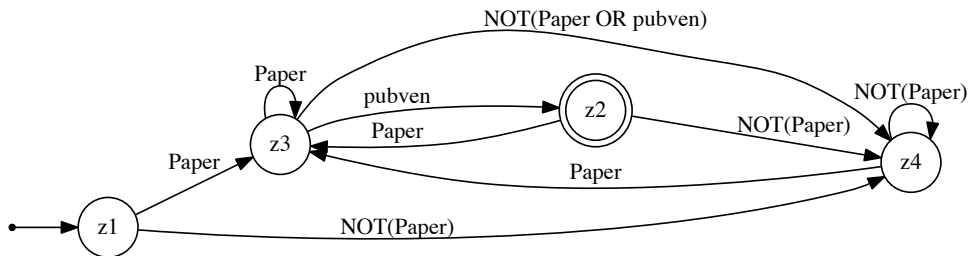 NOT(Paper OR pubven)
Paper
NOT(Paper)
pubven
z2
Paper
NOT(Paper)
z3
z4
Paper
Paper
z1
NOT(Paper)